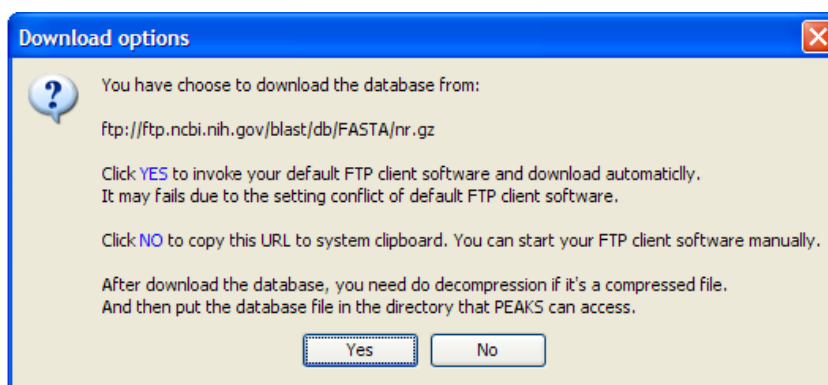 Download options
You have choose to download the database from:
ftp://ftp.ncbi.nih.gov/blast/db/FASTA/nr.gz
Click YES to invoke your default FTP client software and download automaticlly.
It may fails due to the setting conflict of default FTP client software.
Click NO to copy this URL to system clipboard. You can start your FTP client software manually.
After download the database, you need do decompression if it's a compressed file.
And then put the database file in the directory that PEAKS can access.
Yes No